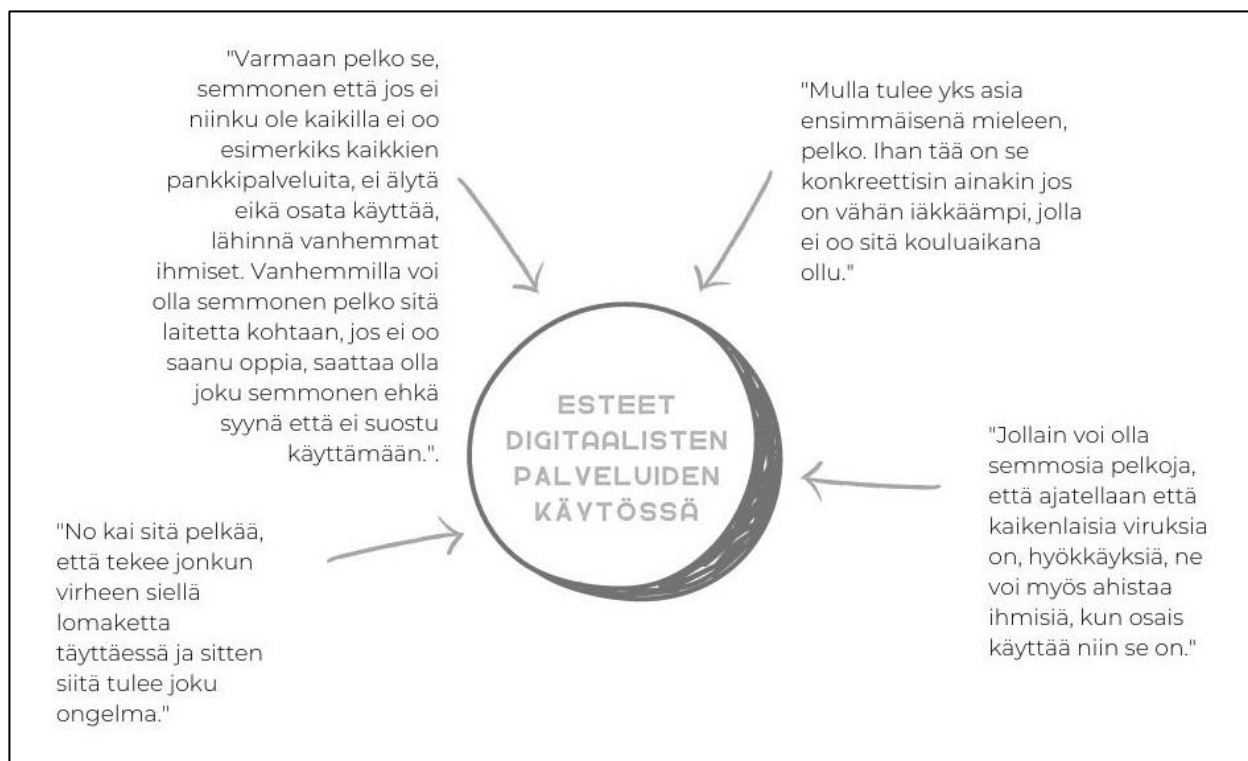 "Varmaan pelko se,
semmonen että jos ei
niinku ole kaikilla ei oo
esimerkiks kaikkien
pankkipalveluita, ei älytä
eikä osata käyttää,
lähinnä vanhemmat
ihmiset. Vanhemmilla voi
olla semmonen pelko sitä
laitetta kohtaan, jos ei oo
saanu oppia, saattaa olla
joku semmonen ehkä
syynä että ei suostu
käyttämään.".
"Mulla tulee yks asia
ensimmäisenä mieleen,
pelko. Ihan tää on se
konkreettisin ainakin jos
on vähän iäkkäämpi, jolla
ei oo sitä kouluaikana
ollu."
ESTEET
DIGITAALISTEN
PALVELUIDEN
KÄYTÖSSÄ
"No kai sitä pelkää,
että tekee jonkun
virheen siellä
lomaketta
täyttäessä ja sitten
siitä tulee joku
ongelma."
"Jollain voi olla
semmosia pelkoja,
että ajatellaan että
kaikenlaisia viruksia
on, hyökkäyksiä, ne
voi myös ahistaa
ihmisiä, kun osais
käyttää niin se on."